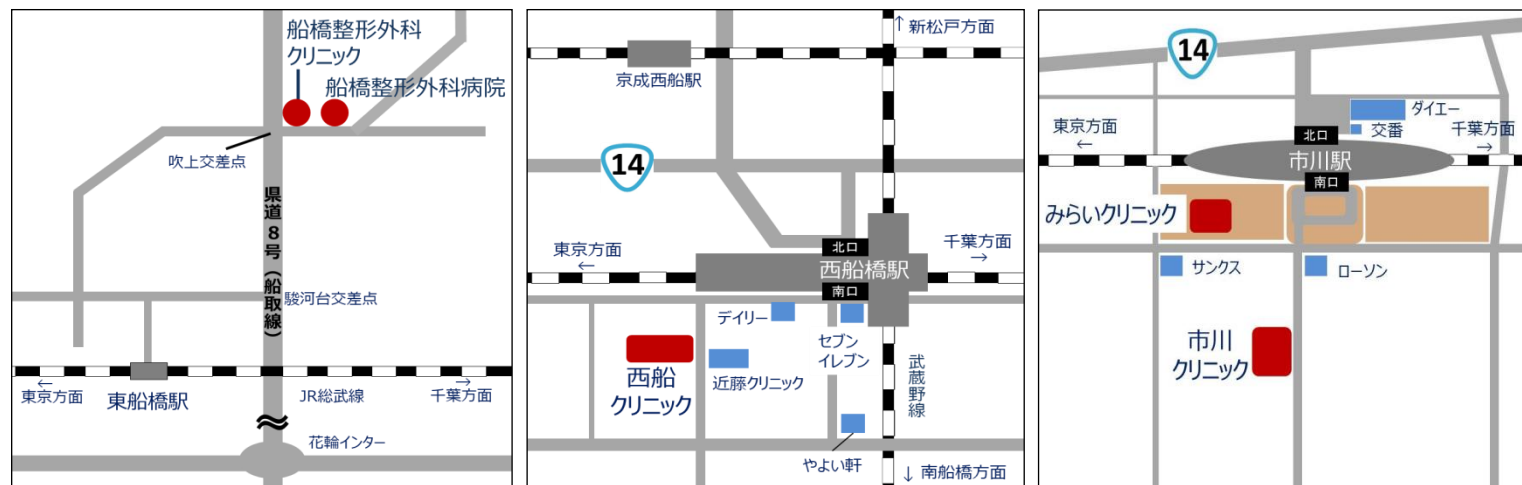 船橋整形外科
クリニック
船橋整形外科病院
吹上交差点
県道8号(船取線)
駿河台交差点
←
東京方面
東船橋駅
JR総武線
→
千葉方面
花輪インター
↑新松戸方面
京成西船駅
14
北口
東京方面
←
西船橋駅
千葉方面
→
南口
デイリー
セブン
イレブン
西船
クリニック
近藤クリニック
武蔵野線
やよい軒
↓南船橋方面
14
ダイエー
交番
東京方面
←
北口
千葉方面
→
市川駅
南口
みらいクリニック
サンクス
ローソン
市川
クリニック